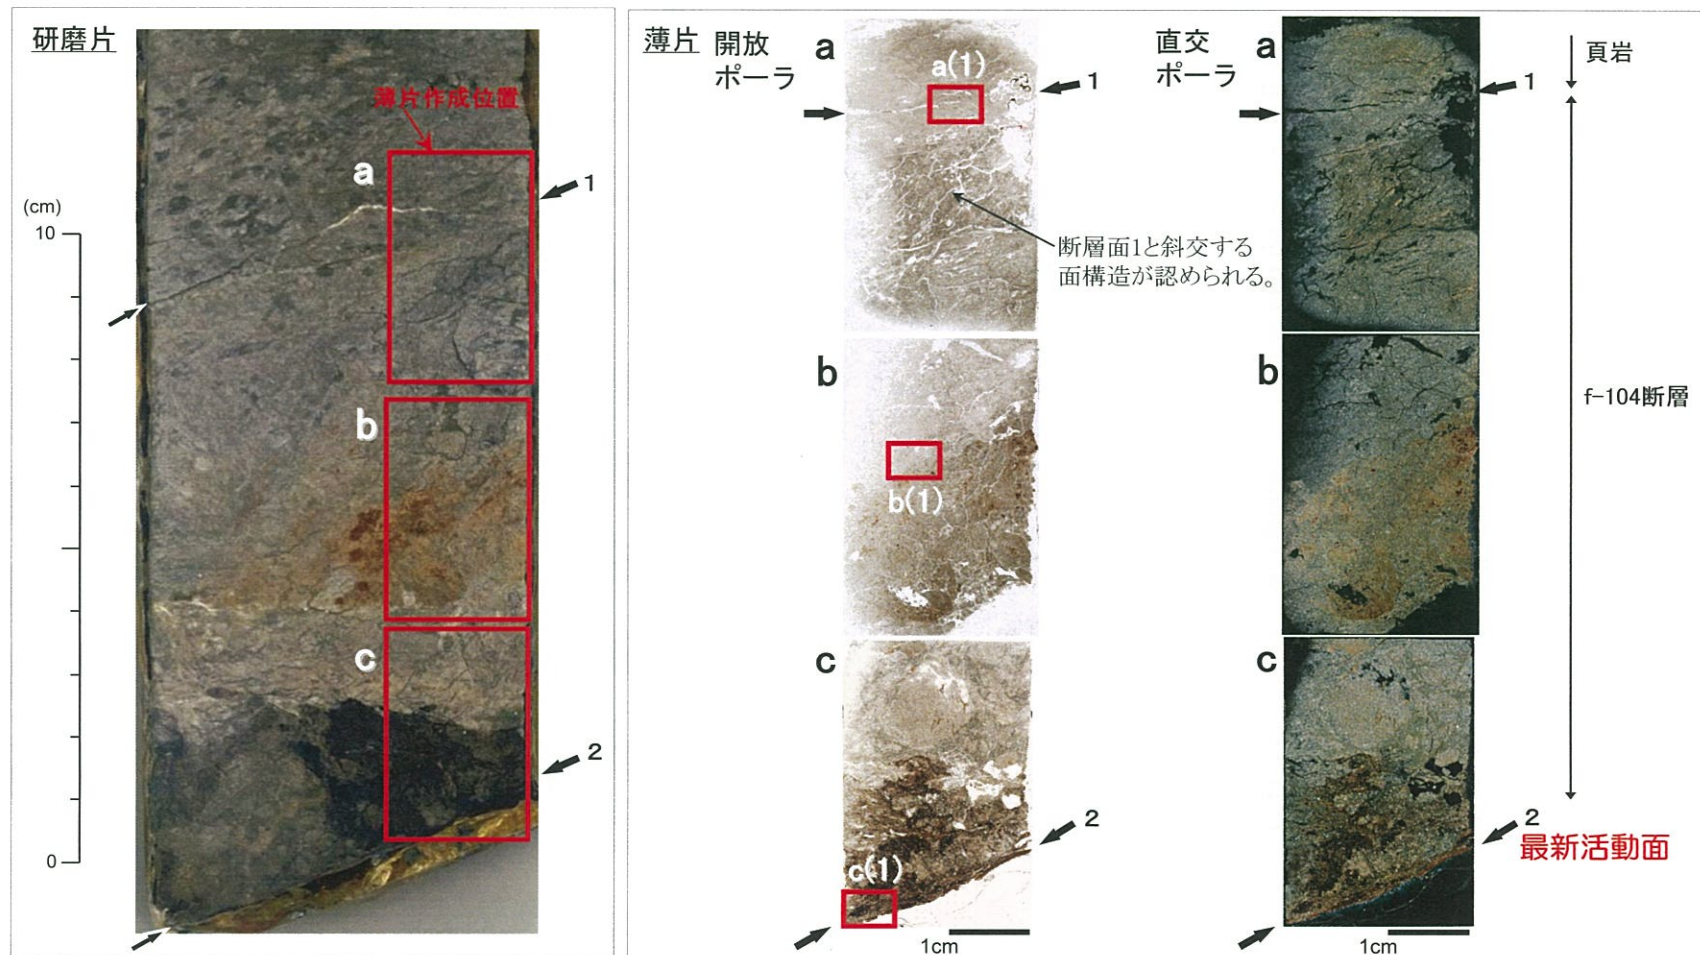 研磨片
薄片作成位置
a
1
(cm)
10
b
c
2
0
薄片 開放
ポーラ
a
a(1)
1
断層面1と斜交する
面構造が認められる。
b
b(1)
c
2
c(1)
1cm
直交
ポーラ
a
1
頁岩
b
f-104断層
c
2
最新活動面
1cm